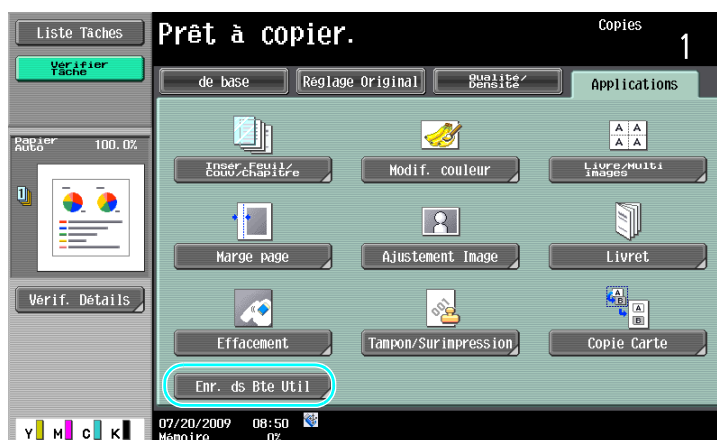 Liste Tâches
Prêt à copier.
Copies
1
Vérifier
Tâche
de base
Réglage Original
Qualité/
Densité
Applications
Papier
Auto
100.0%
1
Insér.Feuil/
Couv/Chapitre
Modif. couleur
A A
A A
Livre/Multi
images
Marge page
Ajustement Image
Livret
Vérif. Détails
001
A
B
A
B
Effacement
Tampon/Surimpression
Copie Carte
Enr. ds Bte Util
Y M C K
07/20/2009 08:50
Mémoire 0%